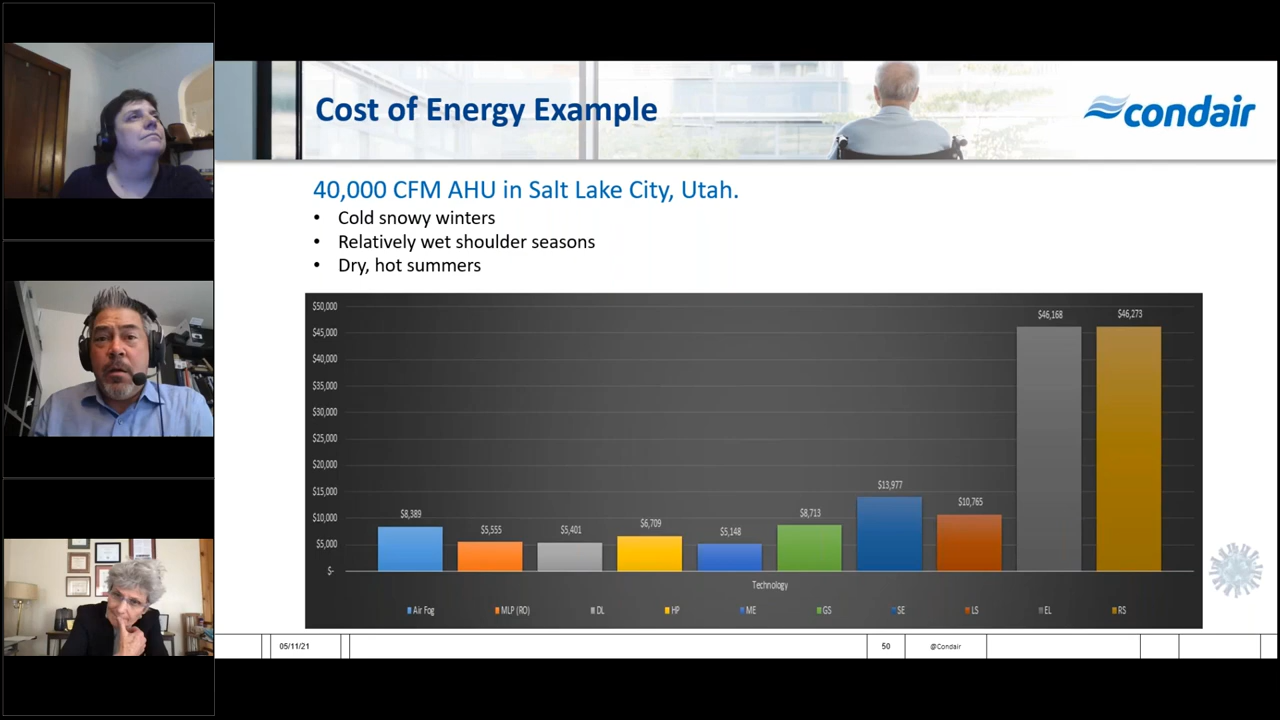 Cost of Energy Example
condair
40,000 CFM AHU in Salt Lake City, Utah.
• Cold snowy winters
• Relatively wet shoulder seasons
• Dry, hot summers
$50,000
$45,000
$40,000
$35,000
$30,000
$25,000
$20,000
$15,000
$10,000
$5,000
$-
$8,389
$5,555
$5,401
$6,709
$5,148
$8,713
$13,977
$10,765
$46,168
$46,273
Technology
Air Fog MLP (RO) DL HP ME GS SE LS EL RS
05/11/21 50 @Condair